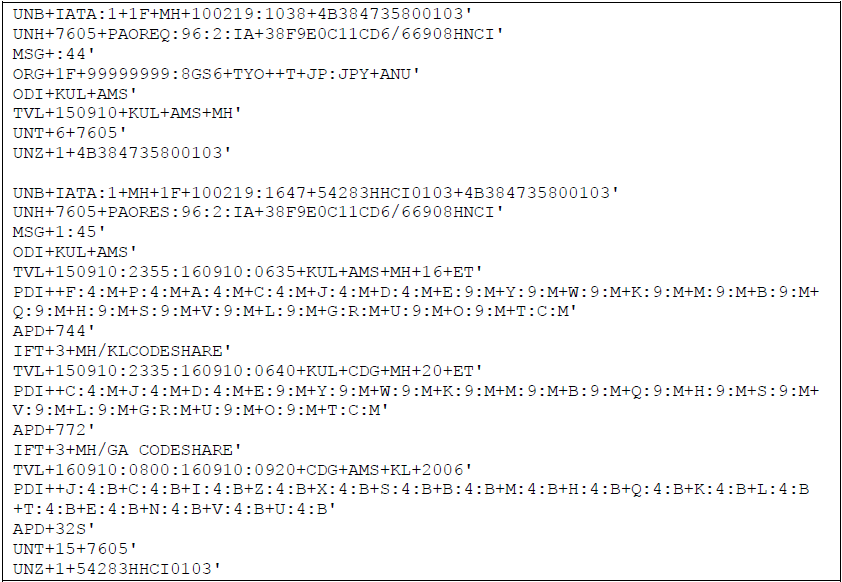 UNB+IATA:1+1F+MH+100219:1038+4B384735800103'
UNH+7605+PAOREQ:96:2:IA+38F9E0C11CD6/66908HNCI'
MSG+:44'
ORG+1F+99999999:8GS6+TYO++T+JP:JPY+ANU'
ODI+KUL+AMS'
TVL+150910+KUL+AMS+MH'
UNT+6+7605'
UNZ+1+4B384735800103'
UNB+IATA:1+MH+1F+100219:1647+54283HHCI0103+4B384735800103'
UNH+7605+PAORES:96:2:IA+38F9E0C11CD6/66908HNCI'
MSG+1:45'
ODI+KUL+AMS'
TVL+150910:2355:160910:0635+KUL+AMS+MH+16+ET'
PDI++F:4:M+P:4:M+A:4:M+C:4:M+J:4:M+D:4:M+E:9:M+Y:9:M+W:9:M+K:9:M+M:9:M+B:9:M+
Q:9:M+H:9:M+S:9:M+V:9:M+L:9:M+G:R:M+U:9:M+O:9:M+T:C:M'
APD+744'
IFT+3+MH/KLCODESHARE'
TVL+150910:2335:160910:0640+KUL+CDG+MH+20+ET'
PDI++C:4:M+J:4:M+D:4:M+E:9:M+Y:9:M+W:9:M+K:9:M+M:9:M+B:9:M+Q:9:M+H:9:M+S:9:M+
V:9:M+L:9:M+G:R:M+U:9:M+O:9:M+T:C:M'
APD+772'
IFT+3+MH/GA CODESHARE'
TVL+160910:0800:160910:0920+CDG+AMS+KL+2006'
PDI++J:4:B+C:4:B+I:4:B+Z:4:B+X:4:B+S:4:B+B:4:B+M:4:B+H:4:B+Q:4:B+K:4:B+L:4:B
+T:4:B+E:4:B+N:4:B+V:4:B+U:4:B'
APD+32S'
UNT+15+7605'
UNZ+1+54283HHCI0103'